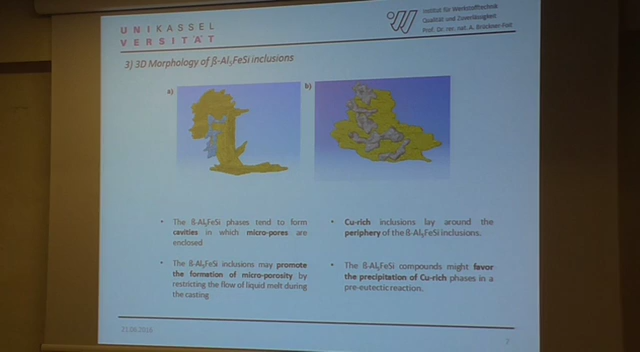 UNIKASSEL
VERSITÄT
Institut für Werkstofftechnik
Qualität und Zuverlässigkeit
Prof. Dr. rer. nat. A. Brückner-Foit
3) 3D Morphology of ß-Al₅FeSi inclusions
a)
b)
The ß-Al₅FeSi phases tend to form
cavities in which micro-pores are
enclosed
The ß-Al₅FeSi inclusions may promote
the formation of micro-porosity by
restricting the flow of liquid melt during
the casting
Cu-rich inclusions lay around the
periphery of the ß-Al₅FeSi inclusions.
The ß-Al₅FeSi compounds might favor
the precipitation of Cu-rich phases in a
pre-eutectic reaction.
21.06.2016
7